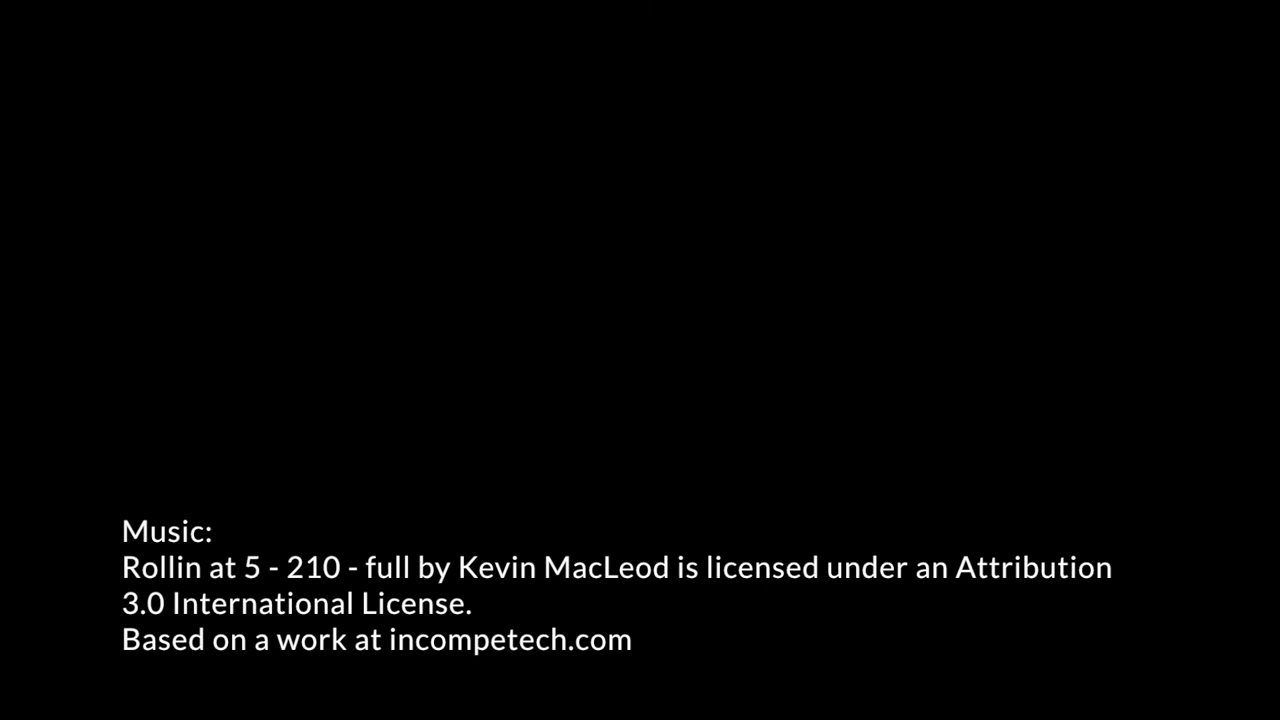 Music:
Rollin at 5 - 210 - full by Kevin MacLeod is licensed under an Attribution
3.0 International License.
Based on a work at incompetech.com